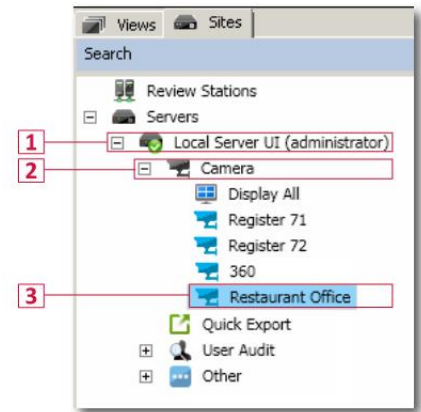 Views Sites
Search
Review Stations
Servers
1 Local Server UI (administrator)
2 Camera
Display All
Register 71
Register 72
360
3 Restaurant Office
Quick Export
User Audit
Other